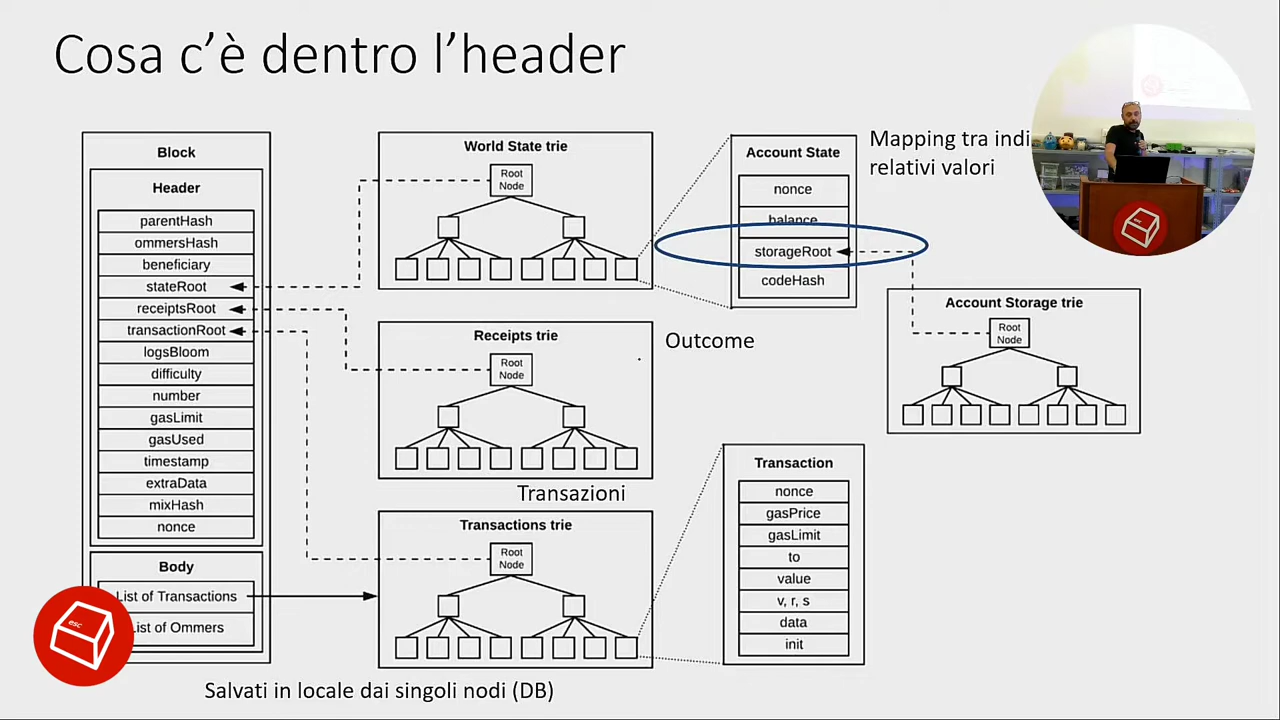 Cosa c'è dentro l'header
Block
Header
parentHash
ommersHash
beneficiary
stateRoot
receiptsRoot
transactionRoot
logsBloom
difficulty
number
gasLimit
gasUsed
timestamp
extraData
mixHash
nonce
Body
List of Transactions
List of Ommers
World State trie
Root
Node
Receipts trie
Root
Node
Outcome
Transazioni
Transactions trie
Root
Node
Account State
nonce
balance
storageRoot
codeHash
Mapping tra indi
relativi valori
Account Storage trie
Root
Node
Transaction
nonce
gasPrice
gasLimit
to
value
v, r, s
data
init
Salvati in locale dai singoli nodi (DB)
esc
esc